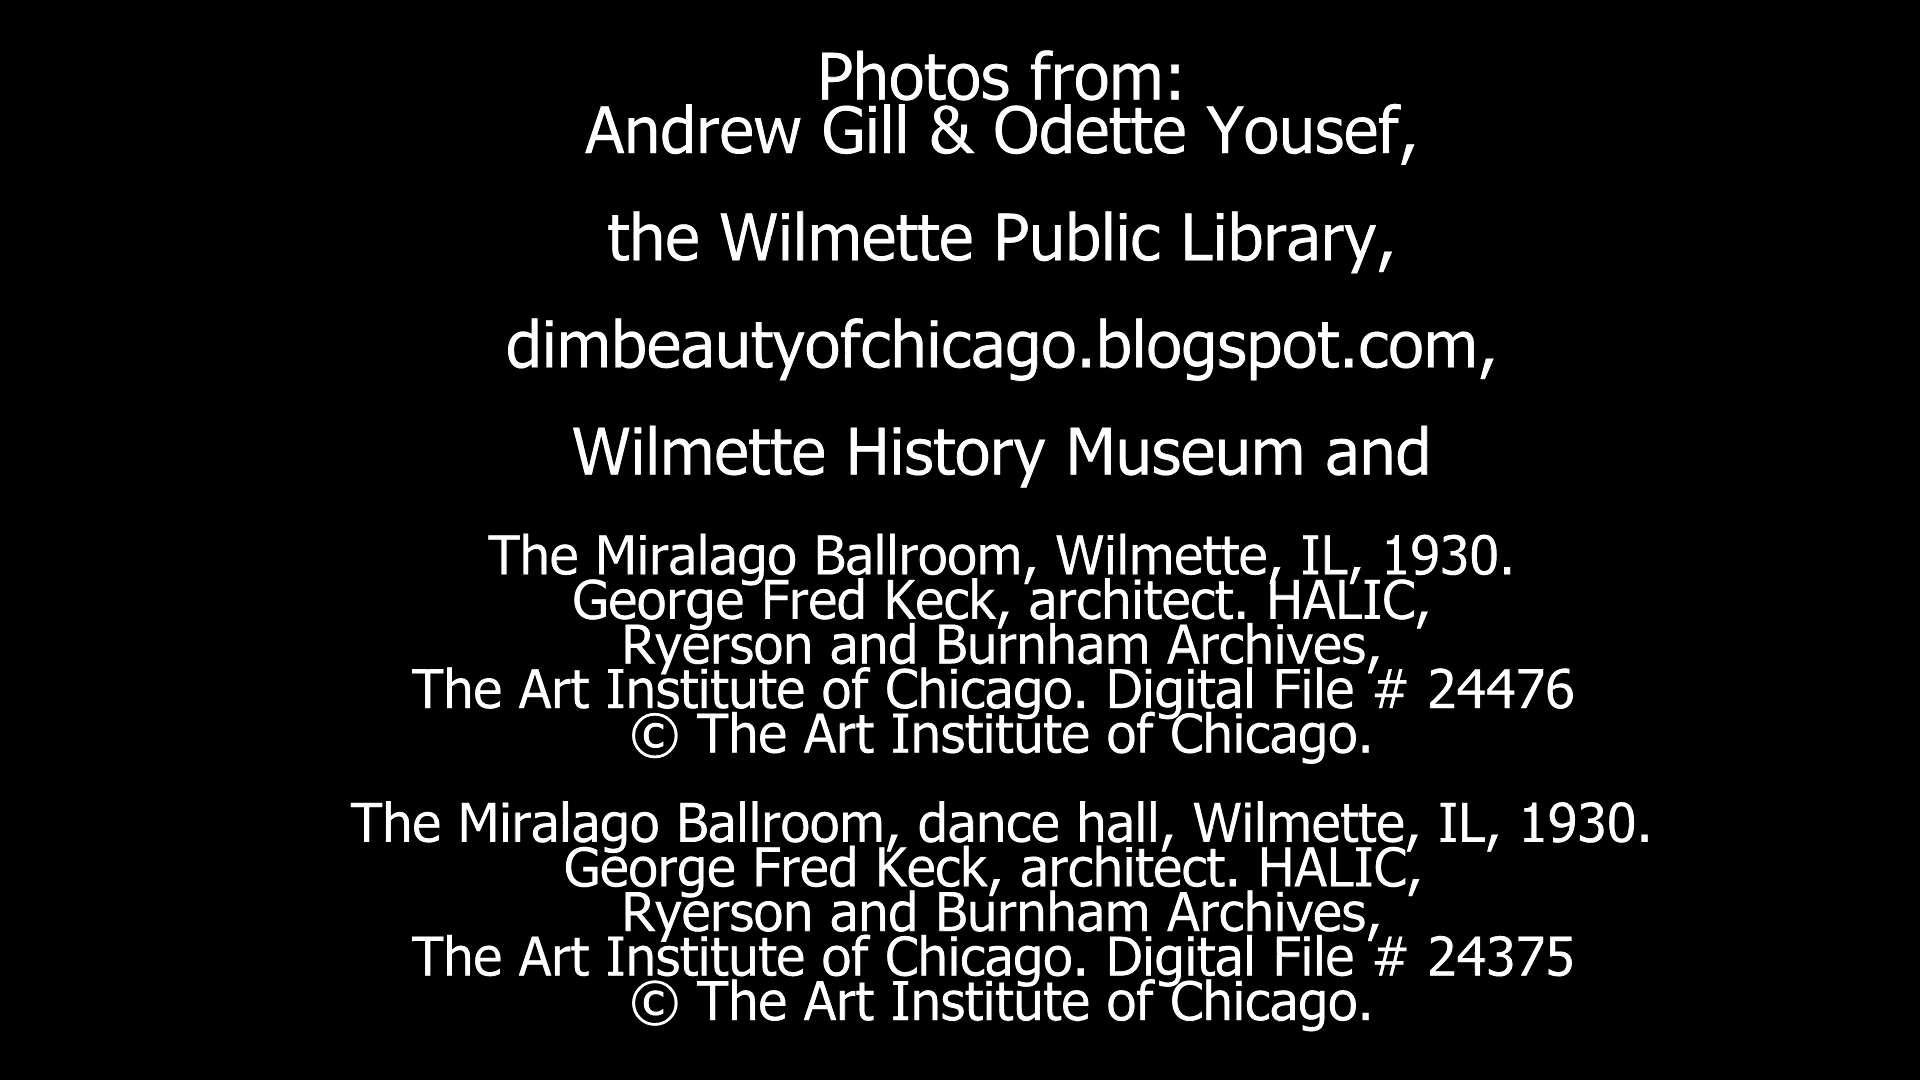 Photos from:
Andrew Gill & Odette Yousef,
the Wilmette Public Library,
dimbeautyofchicago.blogspot.com,
Wilmette History Museum and
The Miralago Ballroom, Wilmette, IL, 1930.
George Fred Keck, architect. HALIC,
Ryerson and Burnham Archives,
The Art Institute of Chicago. Digital File # 24476
© The Art Institute of Chicago.
The Miralago Ballroom, dance hall, Wilmette, IL, 1930.
George Fred Keck, architect. HALIC,
Ryerson and Burnham Archives,
The Art Institute of Chicago. Digital File # 24375
© The Art Institute of Chicago.